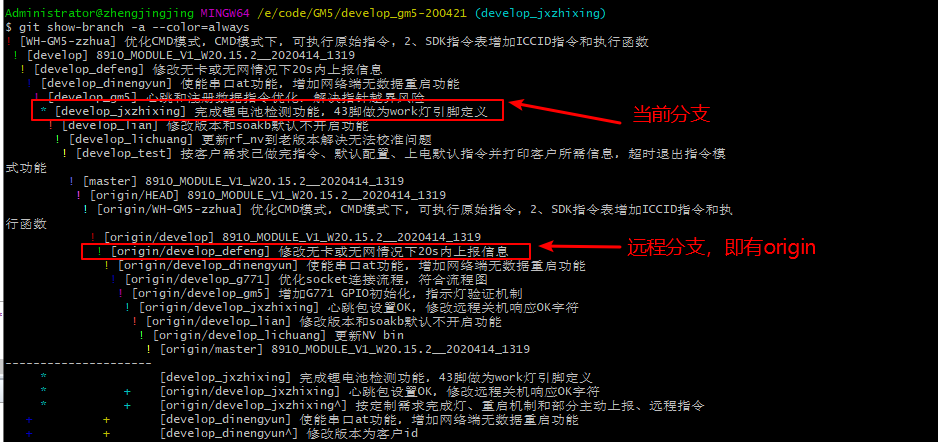 Administrator@zhengjingjing MINGW64 /e/code/GM5/develop_gm5-200421 (develop_jxzhixing)
$ git show-branch -a --color=always
! [WH-GM5-zzhua] 优化CMD模式，CMD模式下，可执行原始指令，2、SDK指令表增加ICCID指令和执行函数
! [develop] 8910_MODULE_V1_W20.15.2__2020414_1319
! [develop_defeng] 修改无卡或无网情况下20s内上报信息
! [develop_dinengyun] 使能串口at功能，增加网络端无数据重启功能
! [develop_gm5] 心跳和注册数据指令优化，解决指针越界风险
* [develop_jxzhixing] 完成锂电池检测功能，43脚做为work灯引脚定义
当前分支
! [develop_lian] 修改版本和soakb默认不开启功能
! [develop_lichuang] 更新rf_nv到老版本解决无法校准问题
! [develop_test] 按客户需求己做完指令、默认配置、上电默认指令并打印客户所需信息，超时退出指令模
式功能
! [master] 8910_MODULE_V1_W20.15.2__2020414_1319
! [origin/HEAD] 8910_MODULE_V1_W20.15.2__2020414_1319
! [origin/WH-GM5-zzhua] 优化CMD模式，CMD模式下，可执行原始指令，2、SDK指令表增加ICCID指令和执
行函数
! [origin/develop] 8910_MODULE_V1_W20.15.2__2020414_1319
! [origin/develop_defeng] 修改无卡或无网情况下20s内上报信息
远程分支，即有origin
! [origin/develop_dinengyun] 使能串口at功能，增加网络端无数据重启功能
! [origin/develop_g771] 优化socket连接流程，符合流程图
! [origin/develop_gm5] 增加G771 GPIO初始化，指示灯验证机制
! [origin/develop_jxzhixing] 心跳包设置OK，修改远程关机响应OK字符
! [origin/develop_lian] 修改版本和soakb默认不开启功能
! [origin/develop_lichuang] 更新NV bin
! [origin/master] 8910_MODULE_V1_W20.15.2__2020414_1319
---------------------
* [develop_jxzhixing] 完成锂电池检测功能，43脚做为work灯引脚定义
* + [origin/develop_jxzhixing] 心跳包设置OK，修改远程关机响应OK字符
* + [origin/develop_jxzhixing^] 按定制需求完成灯、重启机制和部分主动上报、远程指令
+ + [develop_dinengyun] 使能串口at功能，增加网络端无数据重启功能
+ + [develop_dinengyun^] 修改版本为客户id